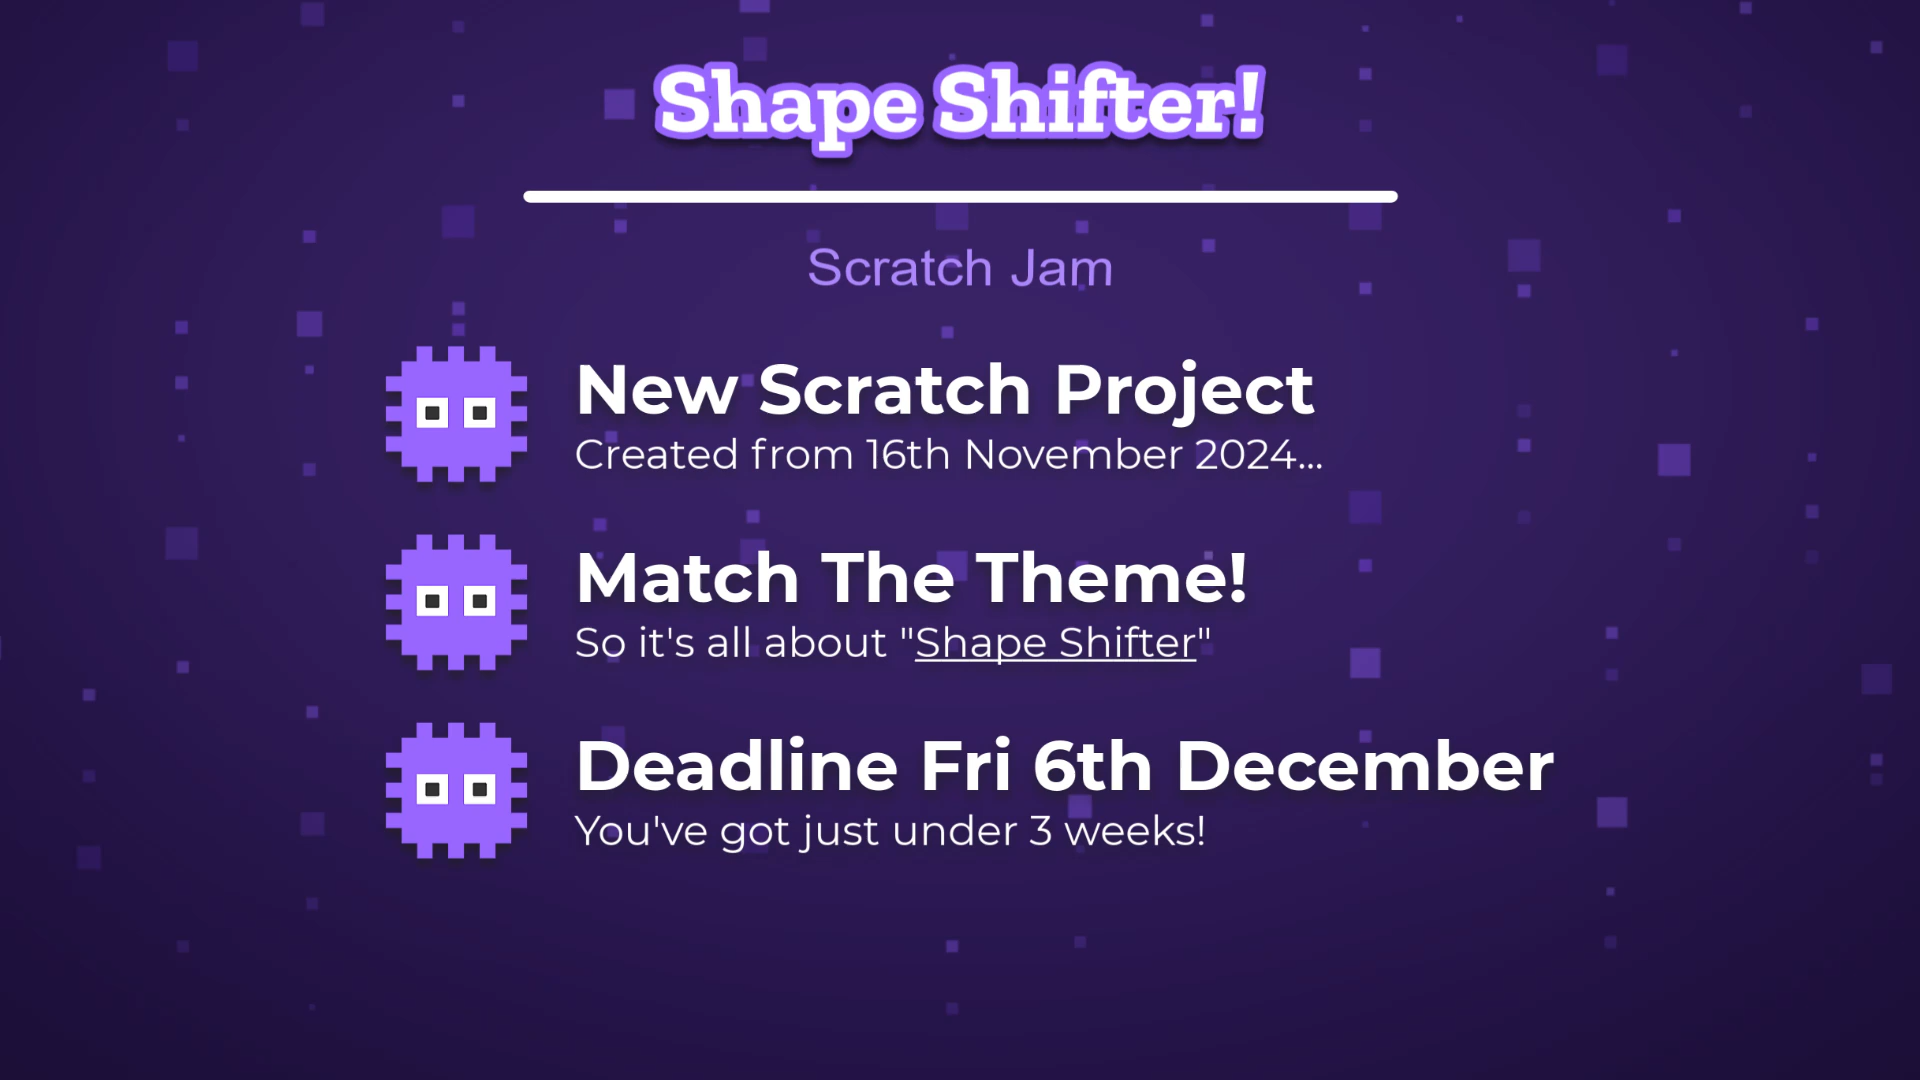 Shape Shifter!
Scratch Jam
New Scratch Project
Created from 16th November 2024...
Match The Theme!
So it's all about "Shape Shifter"
Deadline Fri 6th December
You've got just under 3 weeks!